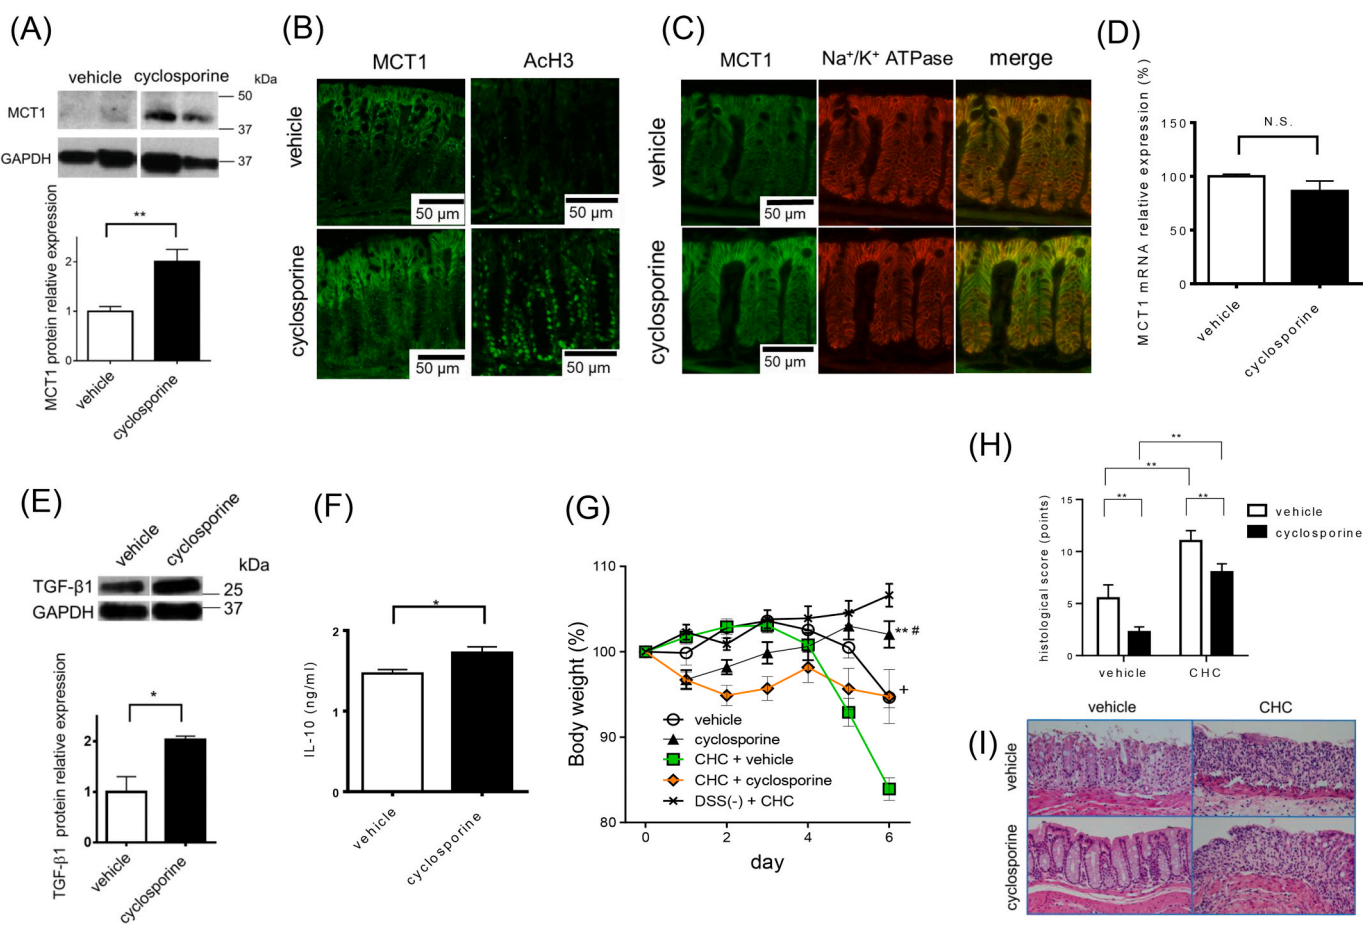 (A)
vehicle cyclosporine kDa
MCT1
50
37
GAPDH
37
MCT1 protein relative expression
**
2
1
0
vehicle
cyclosporine
(B)
MCT1 AcH3
vehicle
50 µm
50 µm
cyclosporine
50 µm
50 µm
(C)
MCT1 Na+/K+ ATPase merge
vehicle
50 µm
cyclosporine
50 µm
(D)
MCT1 mRNA relative expression (%)
N.S.
150
100
50
0
vehicle
cyclosporine
(E)
vehicle
cyclosporine
kDa
TGF-β1
25
GAPDH
37
TGF-β1 protein relative expression
*
2
1
0
vehicle
cyclosporine
(F)
IL-10 (ng/ml)
*
2
1
0
vehicle
cyclosporine
(G)
Body weight (%)
110
100
90
80
** #
+
vehicle
cyclosporine
CHC + vehicle
CHC + cyclosporine
DSS(-) + CHC
0 2 4 6
day
(H)
histological score (points)
**
**
** **
15
10
5
0
vehicle
cyclosporine
vehicle CHC
(I)
vehicle CHC
vehicle
cyclosporine